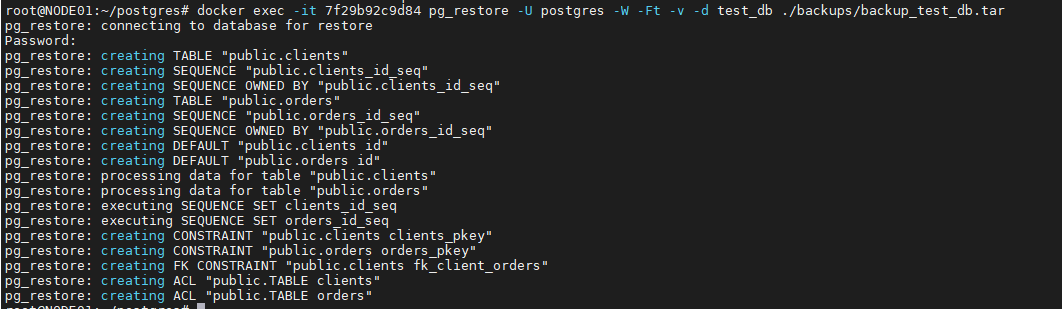 root@NODE01:~/postgres# docker exec -it 7f29b92c9d84 pg_restore -U postgres -W -Ft -v -d test_db ./backups/backup_test_db.tar
pg_restore: connecting to database for restore
Password:
pg_restore: creating TABLE "public.clients"
pg_restore: creating SEQUENCE "public.clients_id_seq"
pg_restore: creating SEQUENCE OWNED BY "public.clients_id_seq"
pg_restore: creating TABLE "public.orders"
pg_restore: creating SEQUENCE "public.orders_id_seq"
pg_restore: creating SEQUENCE OWNED BY "public.orders_id_seq"
pg_restore: creating DEFAULT "public.clients id"
pg_restore: creating DEFAULT "public.orders id"
pg_restore: processing data for table "public.clients"
pg_restore: processing data for table "public.orders"
pg_restore: executing SEQUENCE SET clients_id_seq
pg_restore: executing SEQUENCE SET orders_id_seq
pg_restore: creating CONSTRAINT "public.clients clients_pkey"
pg_restore: creating CONSTRAINT "public.orders orders_pkey"
pg_restore: creating FK CONSTRAINT "public.clients fk_client_orders"
pg_restore: creating ACL "public.TABLE clients"
pg_restore: creating ACL "public.TABLE orders"
root@NODE01:~/postgres#